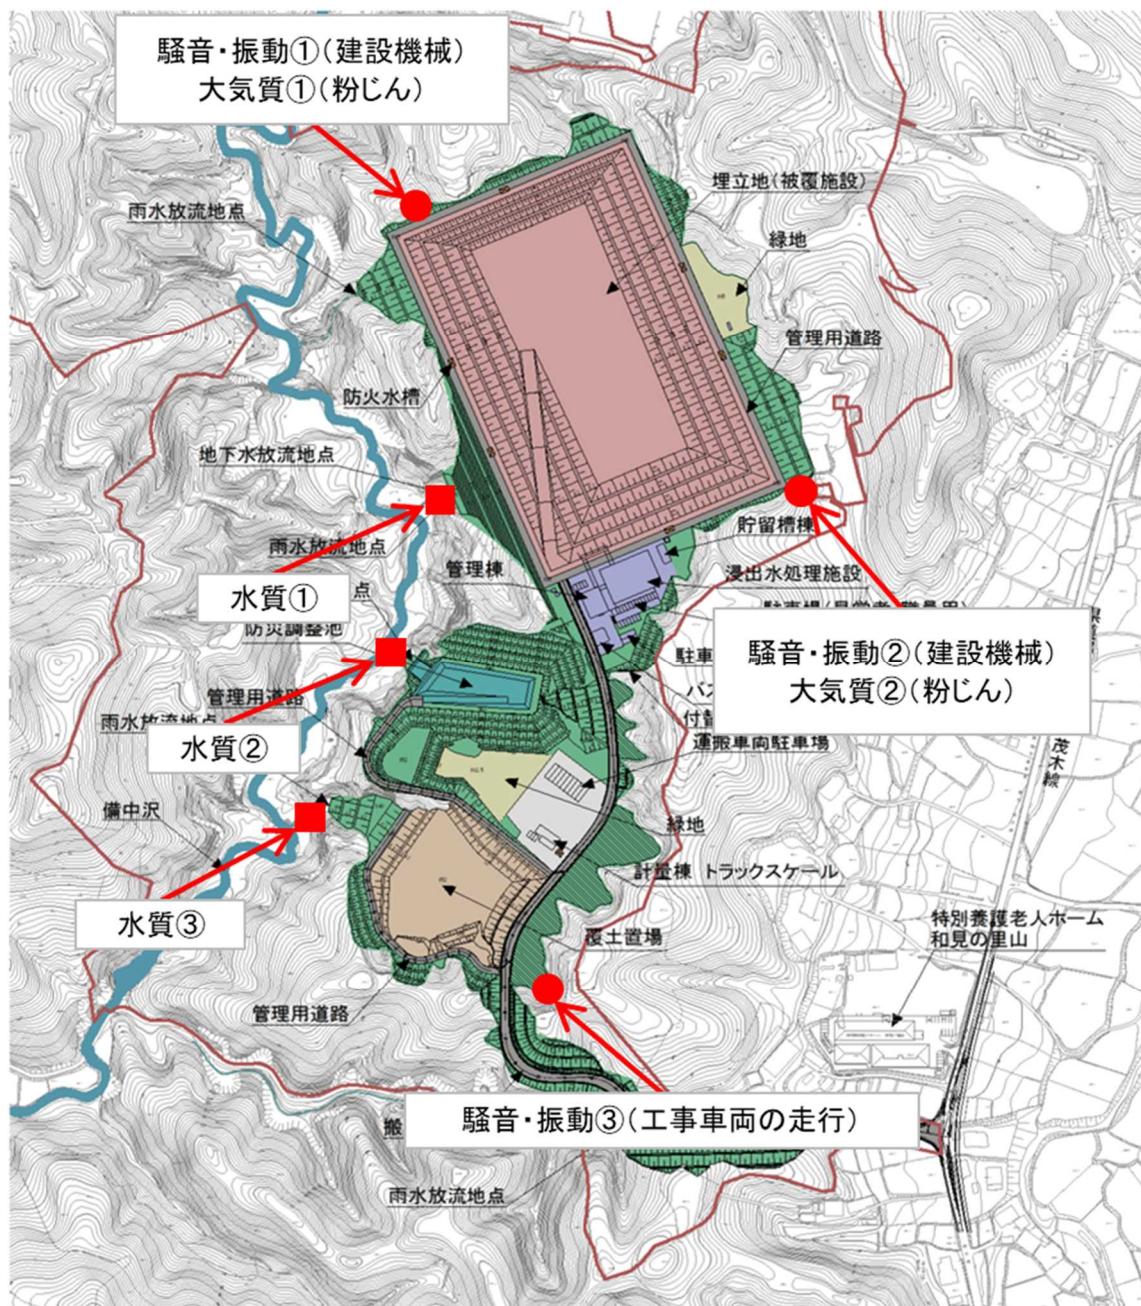 騒音・振動①(建設機械)
大気質①(粉じん)
雨水放流地点
埋立地(被覆施設)
緑地
管理用道路
防火水槽
地下水放流地点
貯留槽棟
雨水放流地点
管理棟
浸出水処理施設
水質①
点
防災調整池
騒音・振動②(建設機械)
大気質②(粉じん)
駐車
バス
付替
管理用道路
雨水放流地点
水質②
運搬車両駐車場
茂木線
備中沢
緑地
計量棟 トラックスケール
水質③
覆土置場
特別養護老人ホーム
和見の里山
管理用道路
騒音・振動③(工事車両の走行)
搬
雨水放流地点